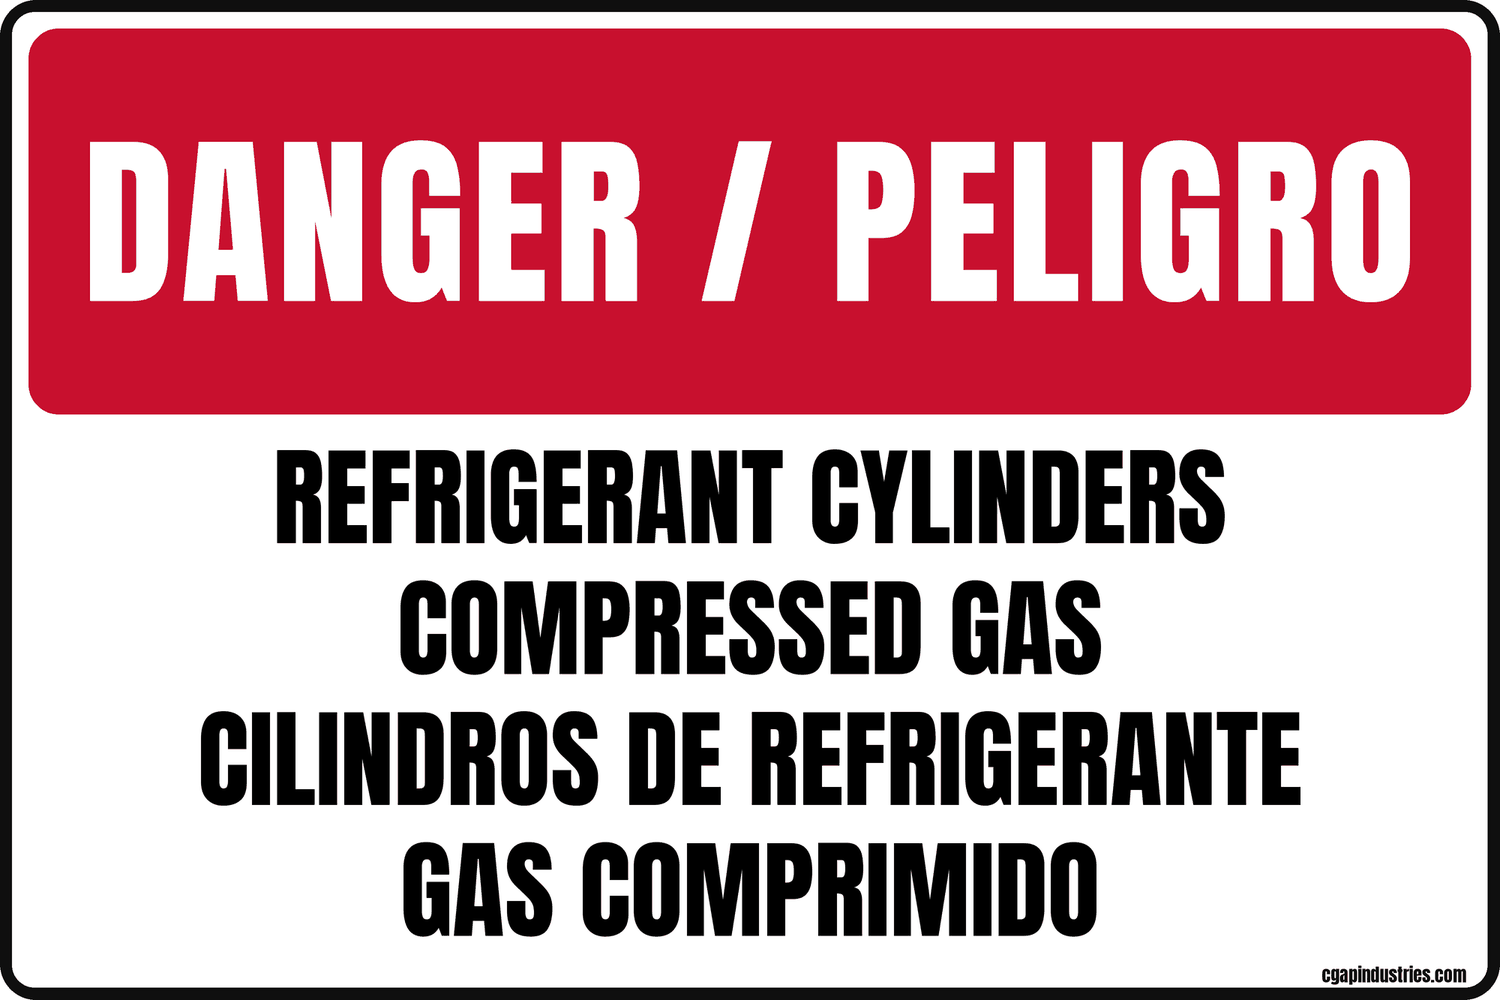 DANGER / PELIGRO
REFRIGERANT CYLINDERS
COMPRESSED GAS
CILINDROS DE REFRIGERANTE
GAS COMPRIMIDO
cgapindustries.com